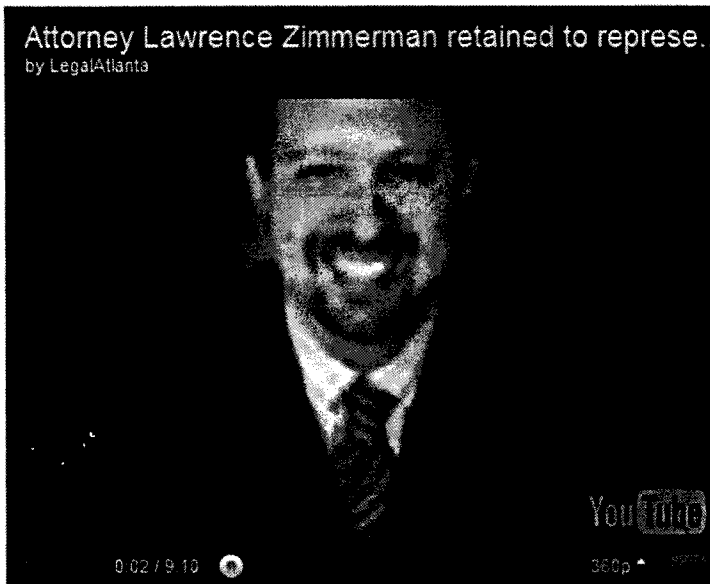 Attorney Lawrence Zimmerman retained to represe.
by LegalAtlanta
YouTube
0:02 / 9:10
360p